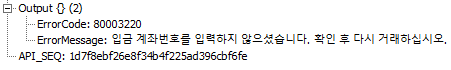 Output {} (2)
ErrorCode: 80003220
ErrorMessage: 입금 계좌번호를 입력하지 않으셨습니다. 확인 후 다시 거래하십시오.
API_SEQ: 1d7f8ebf26e8f34b4f225ad396cbf6fe